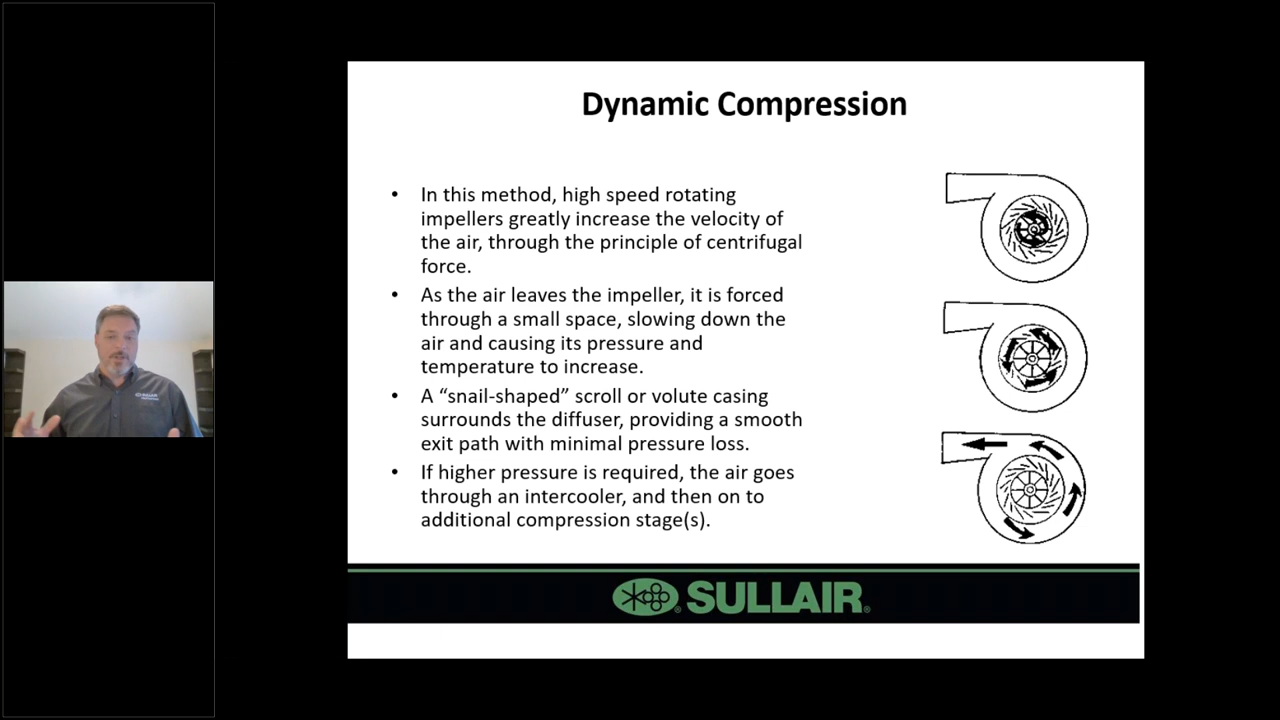 Dynamic Compression
• In this method, high speed rotating
impellers greatly increase the velocity of
the air, through the principle of centrifugal
force.
• As the air leaves the impeller, it is forced
through a small space, slowing down the
air and causing its pressure and
temperature to increase.
• A “snail-shaped” scroll or volute casing
surrounds the diffuser, providing a smooth
exit path with minimal pressure loss.
• If higher pressure is required, the air goes
through an intercooler, and then on to
additional compression stage(s).
SULLAIR
SULLAIR